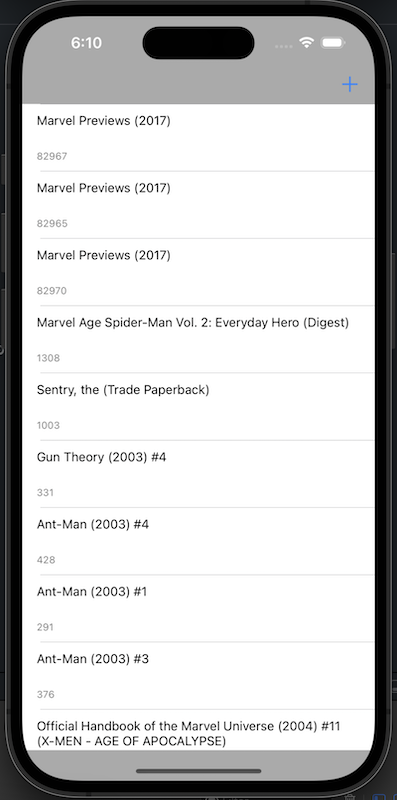 6:10
Marvel Previews (2017)
82967
Marvel Previews (2017)
82965
Marvel Previews (2017)
82970
Marvel Age Spider-Man Vol. 2: Everyday Hero (Digest)
1308
Sentry, the (Trade Paperback)
1003
Gun Theory (2003) #4
331
Ant-Man (2003) #4
428
Ant-Man (2003) #1
291
Ant-Man (2003) #3
376
Official Handbook of the Marvel Universe (2004) #11
(X-MEN - AGE OF APOCALYPSE)